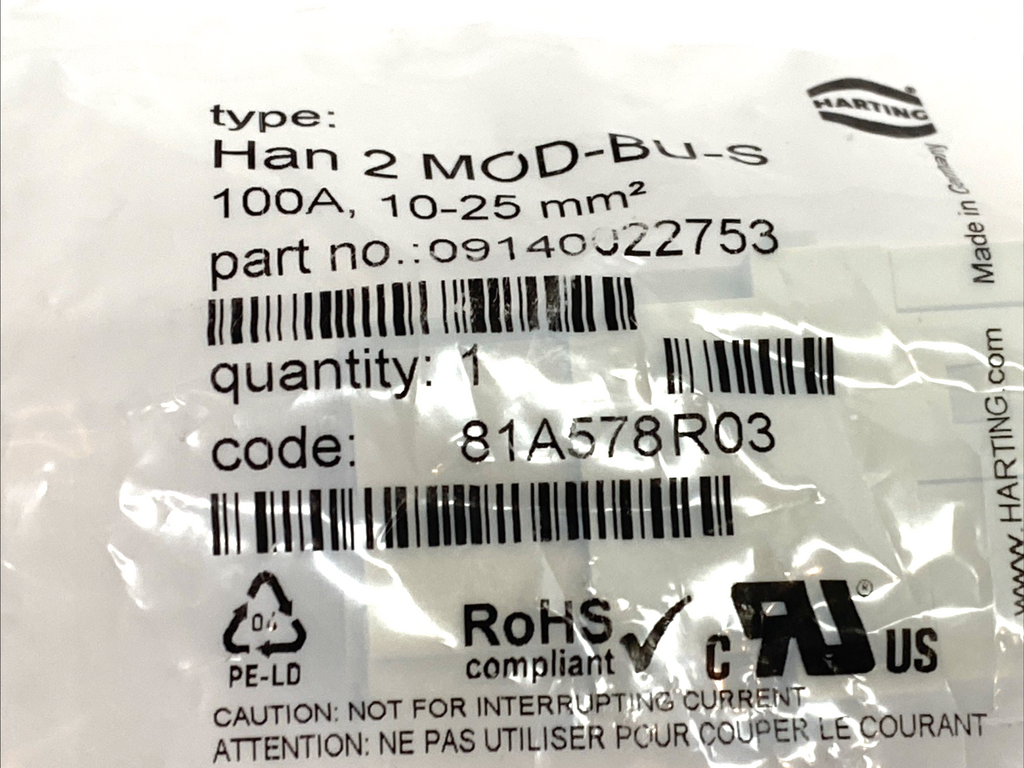 type:
HARTING®
Han 2 MOD-Bu-S
100A, 10-25 mm²
part no.:09140022753
quantity: 1
code: 81A578R03
04
PE-LD
RoHS
compliant
c RU ® US
CAUTION: NOT FOR INTERRUPTING CURRENT
ATTENTION: NE PAS UTILISER POUR COUPER LE COURANT
Made in Germany
www.HARTING.com